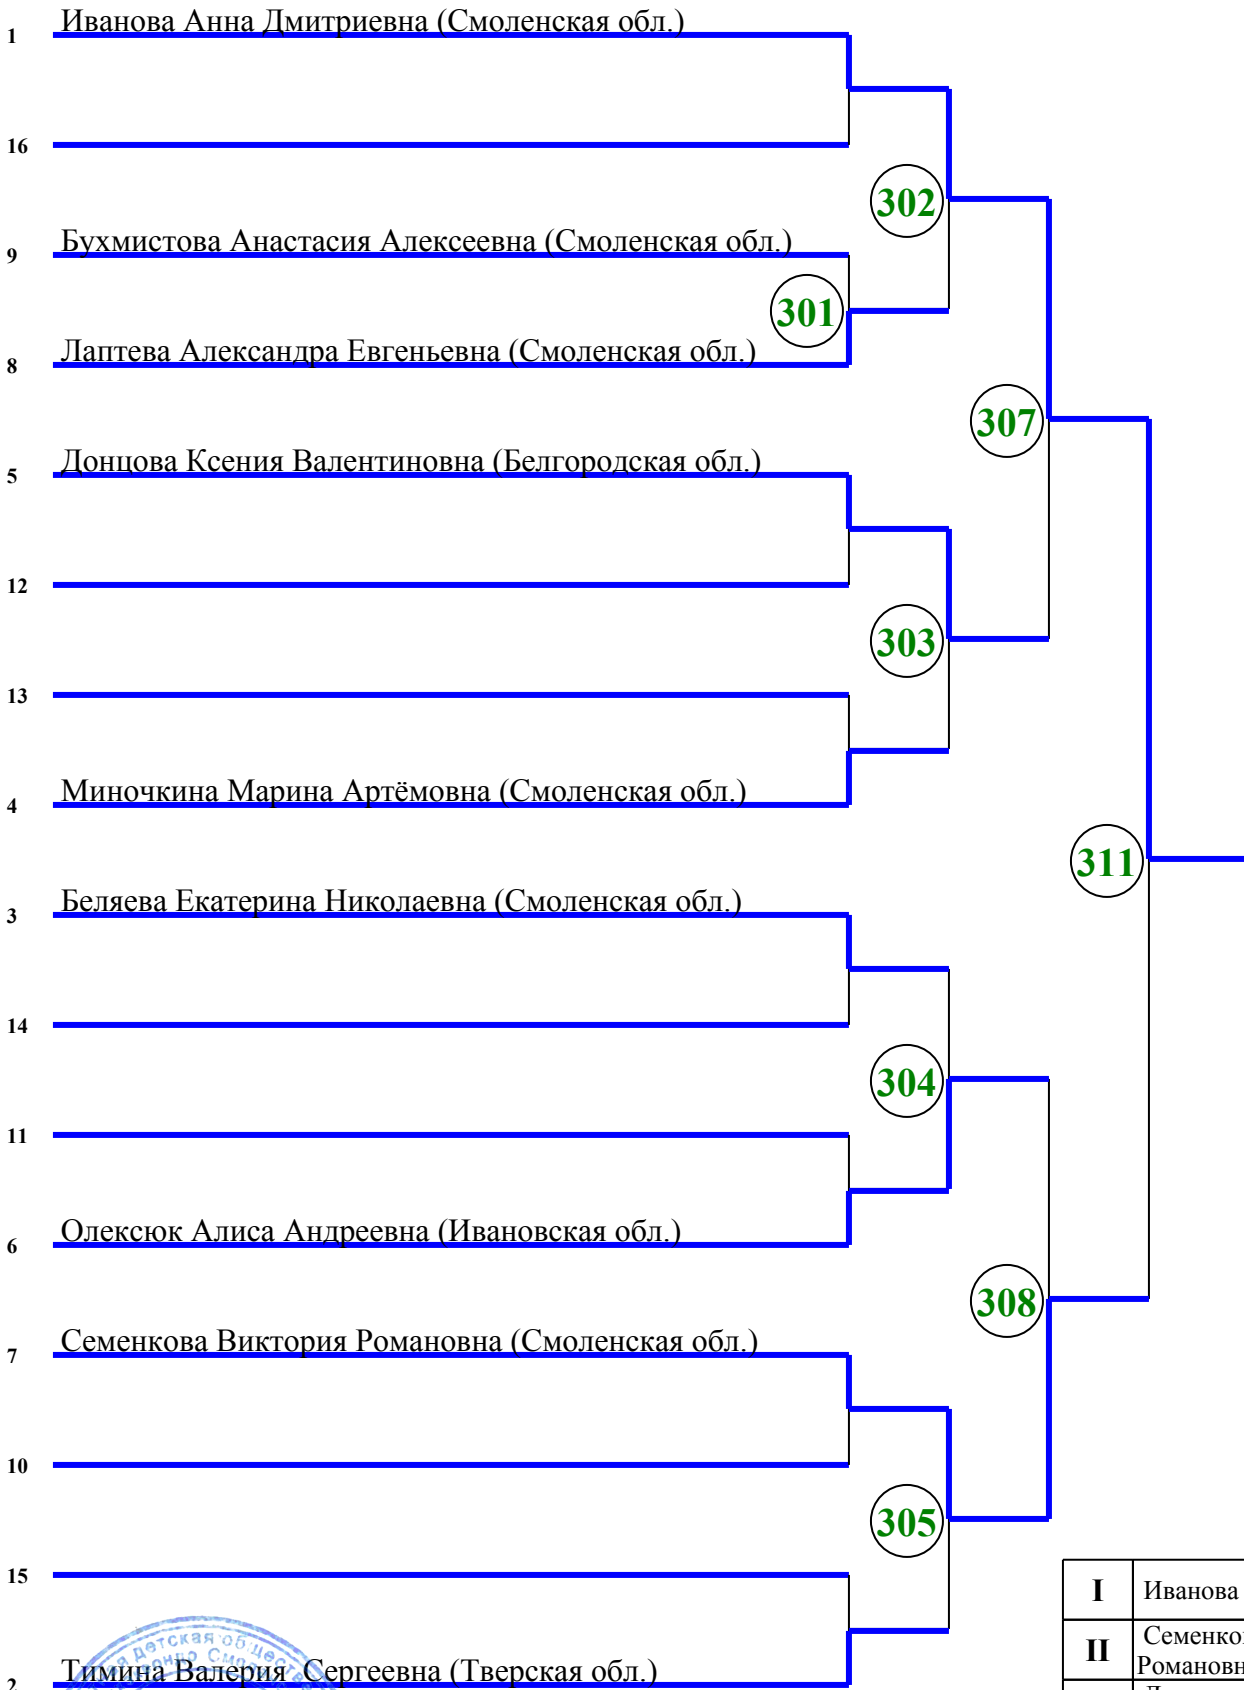 1 Иванова Анна Дмитриевна (Смоленская обл.)
16
302
9 Бухмистова Анастасия Алексеевна (Смоленская обл.)
301
8 Лаптева Александра Евгеньевна (Смоленская обл.)
307
5 Донцова Ксения Валентиновна (Белгородская обл.)
12
303
13
4 Миночкина Марина Артёмовна (Смоленская обл.)
311
3 Беляева Екатерина Николаевна (Смоленская обл.)
14
304
11
6 Олексюк Алиса Андреевна (Ивановская обл.)
308
7 Семенкова Виктория Романовна (Смоленская обл.)
10
305
15
I Иванова
II Семенко
Романовн
детская
2 Тимина Валерия Сергеевна (Тверская обл.)